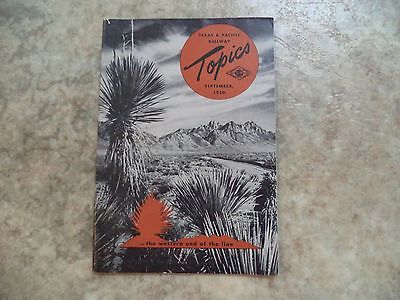 TEXAS & PACIFIC
RAILWAY
Topics
SEPTEMBER,
1950
the western end of the line